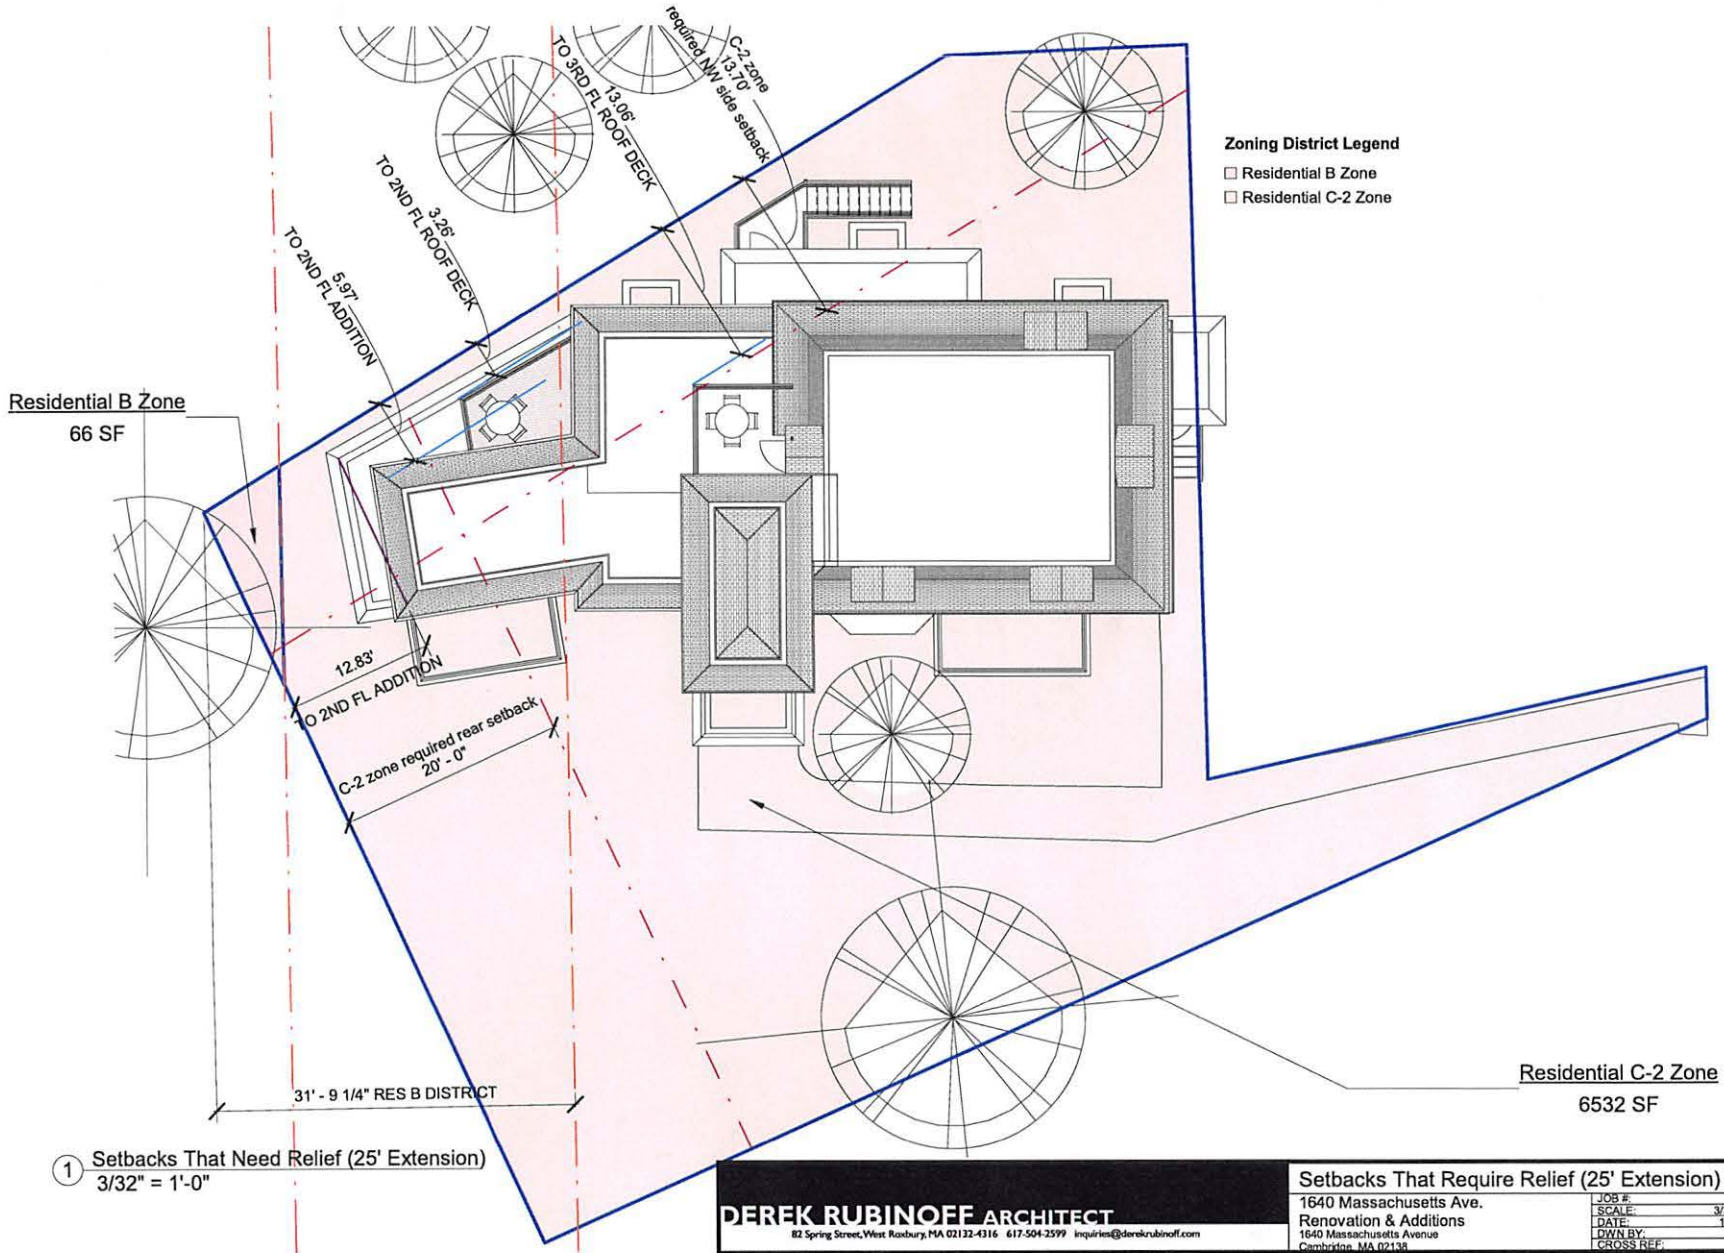 C-2 Zone
13.70'
required NW side setback
13.06'
TO 3RD FL ROOF DECK
3.26'
TO 2ND FL ROOF DECK
5.97'
TO 2ND FL ADDITION
Zoning District Legend
Residential B Zone
Residential C-2 Zone
Residential B Zone
66 SF
12.83'
TO 2ND FL ADDITION
C-2 zone required rear setback
20' - 0"
31' - 9 1/4" RES B DISTRICT
Residential C-2 Zone
6532 SF
1 Setbacks That Need Relief (25' Extension)
3/32" = 1'-0"
DEREK RUBINOFF ARCHITECT
82 Spring Street, West Roxbury, MA 02132-4316 617-504-2599 inquiries@derekrubinoff.com
Setbacks That Require Relief (25' Extension)
1640 Massachusetts Ave.
Renovation & Additions
1640 Massachusetts Avenue
Cambridge, MA 02138
JOB #:
SCALE: 3/
DATE: 1
DWN BY:
CROSS REF: